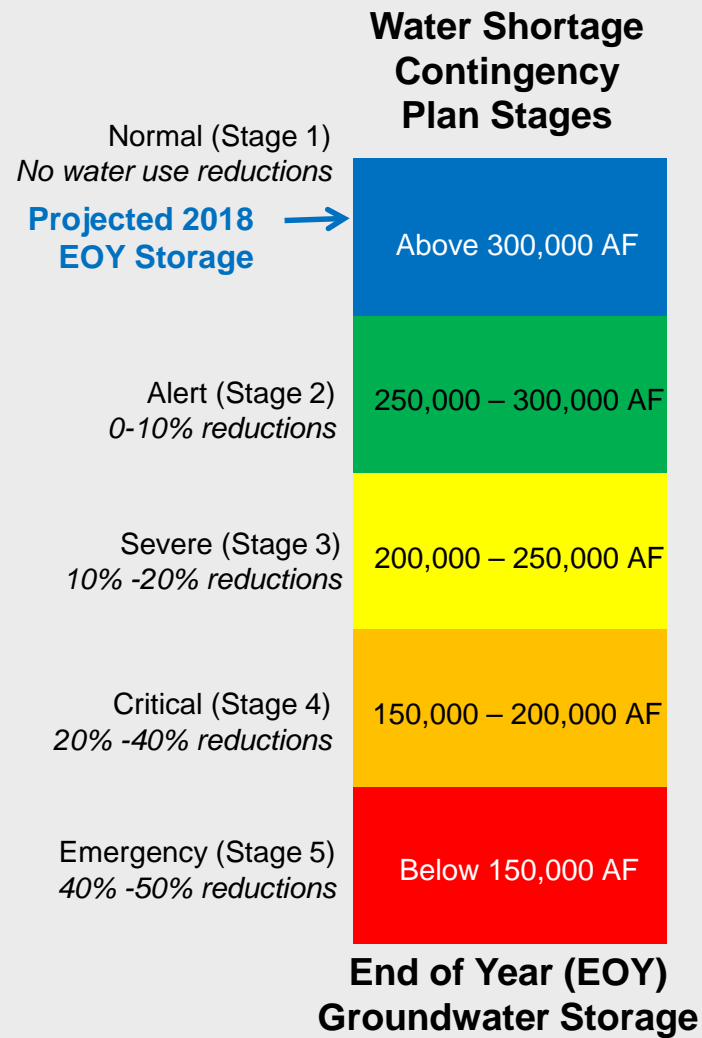 Water Shortage
Contingency
Plan Stages
Normal (Stage 1)
No water use reductions
Projected 2018
EOY Storage
Above 300,000 AF
Alert (Stage 2)
0-10% reductions
250,000 – 300,000 AF
Severe (Stage 3)
10% -20% reductions
200,000 – 250,000 AF
Critical (Stage 4)
20% -40% reductions
150,000 – 200,000 AF
Emergency (Stage 5)
40% -50% reductions
Below 150,000 AF
End of Year (EOY)
Groundwater Storage